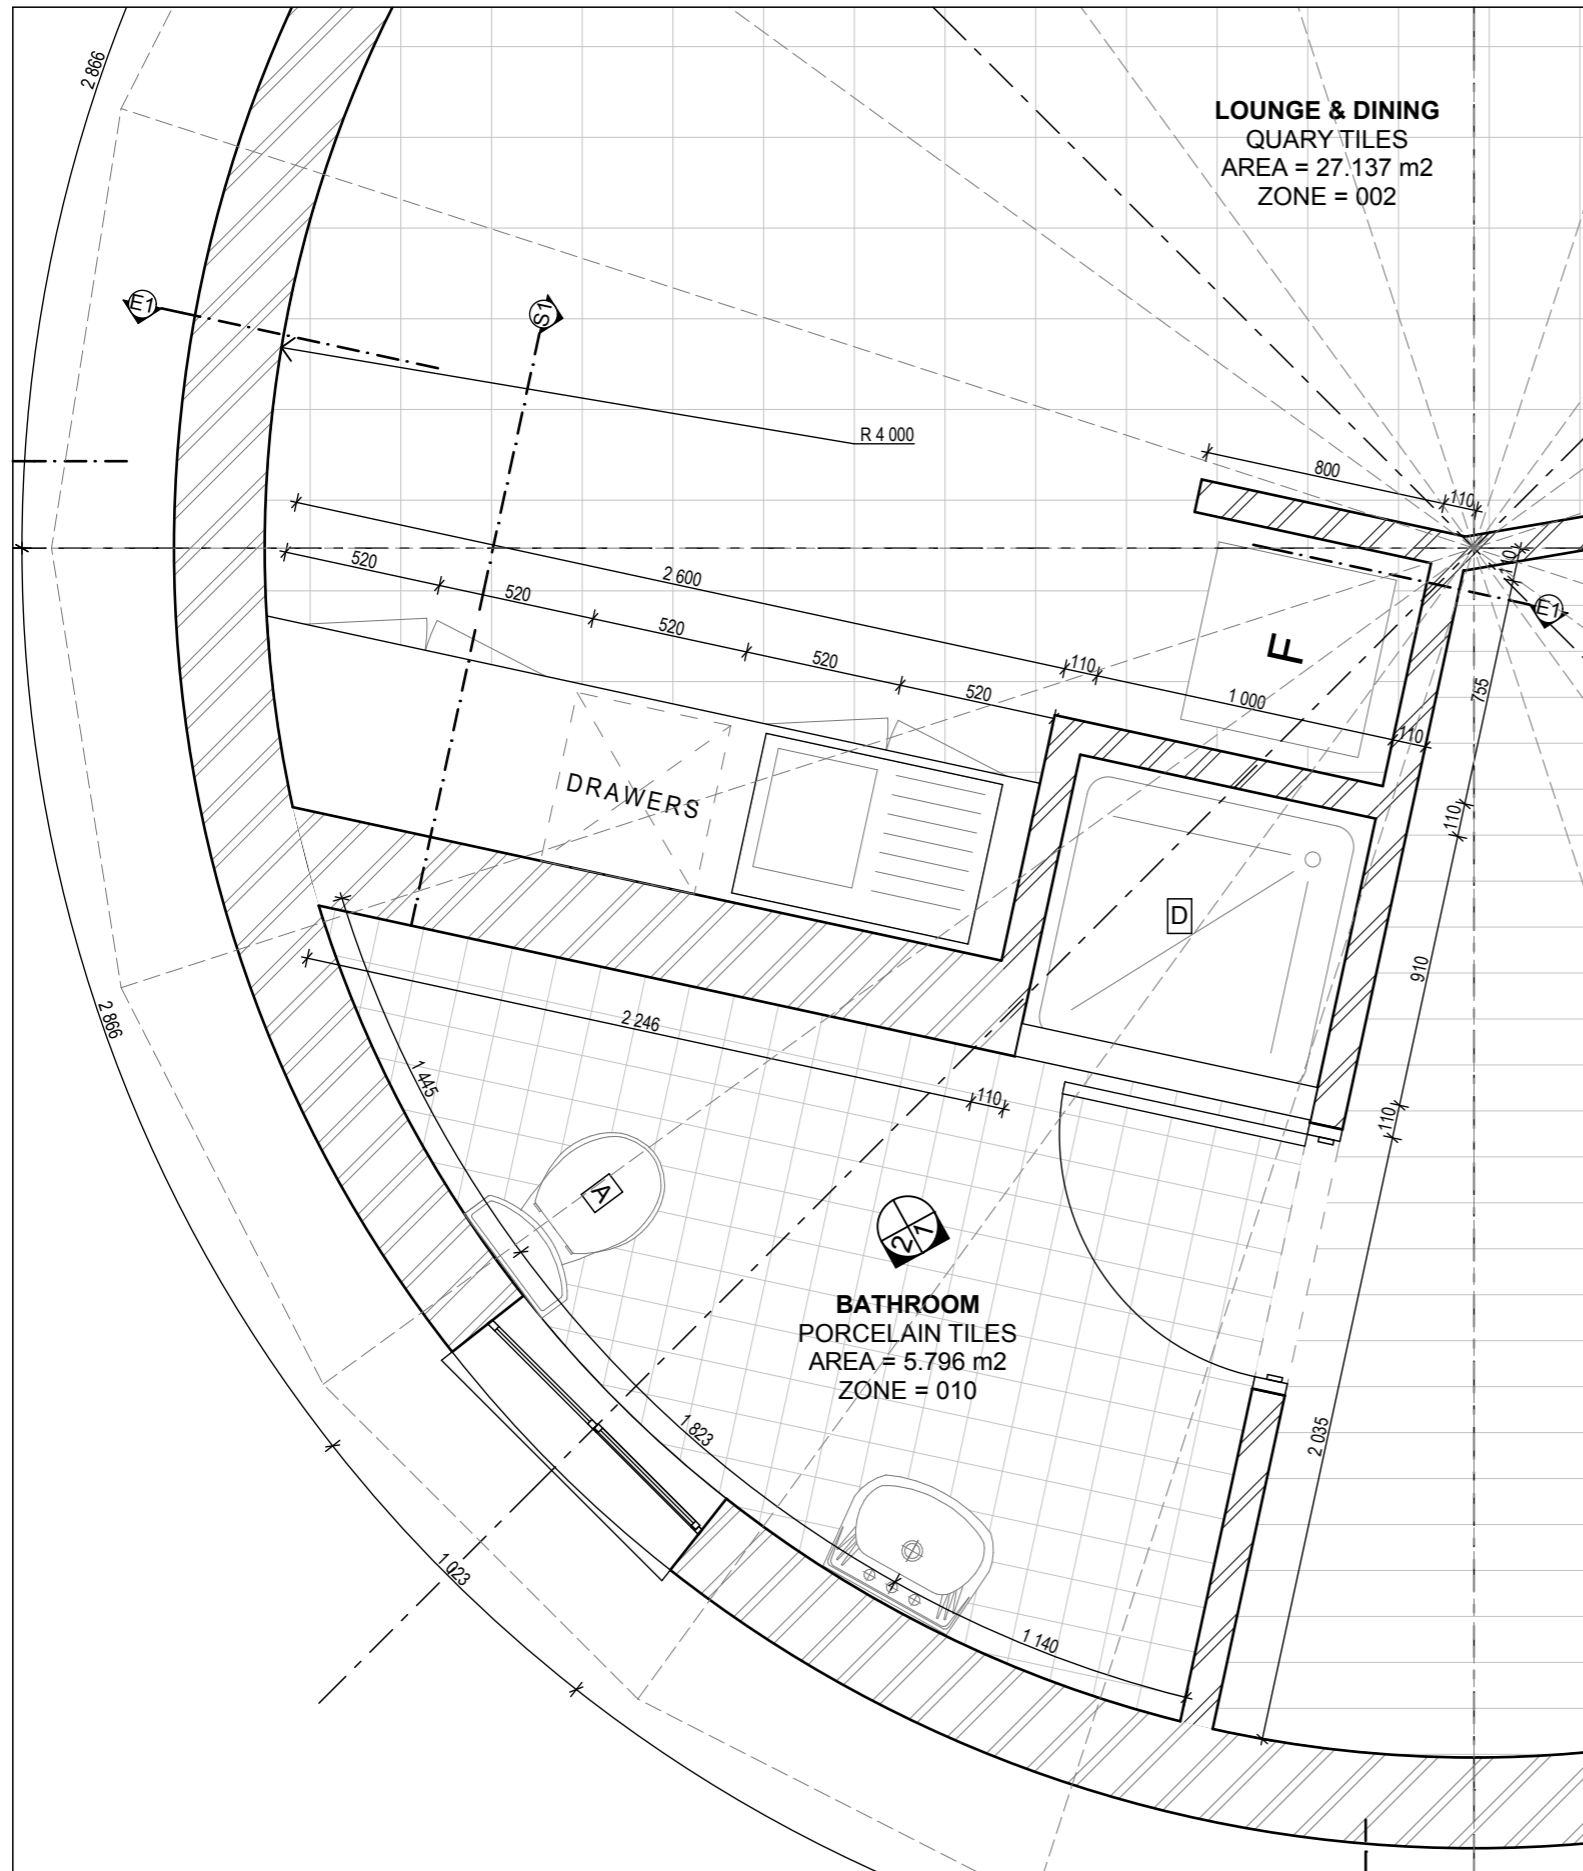 2 866
LOUNGE & DINING
QUARY TILES
AREA = 27.137 m2
ZONE = 002
E1
S1
R 4 000
800
110
110
520
2 600
520
520
520
520
110
1 000
110
F
E1
755
DRAWERS
110
D
910
2 866
2 246
1 445
110
110
A
2
1
BATHROOM
PORCELAIN TILES
AREA = 5.796 m2
ZONE = 010
1 823
2 035
1 023
1 140